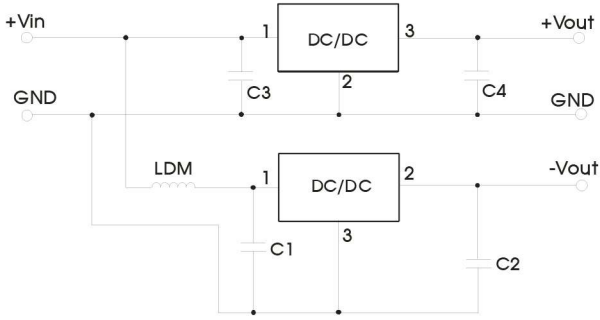 +Vin
1
DC/DC
3
+Vout
2
C3
C4
GND
GND
LDM
1
DC/DC
2
-Vout
3
C1
C2